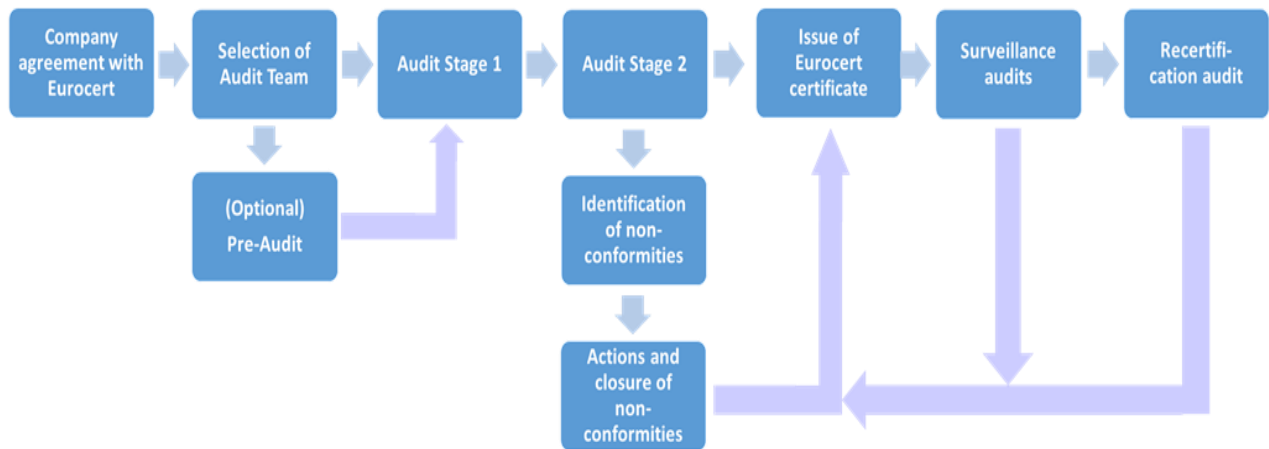 Company
agreement with
Eurocert
Selection of
Audit Team
Audit Stage 1
Audit Stage 2
Issue of
Eurocert
certificate
Surveillance
audits
Recertifi-
cation audit
(Optional)
Pre-Audit
Identification
of non-
conformities
Actions and
closure of
non-
conformities